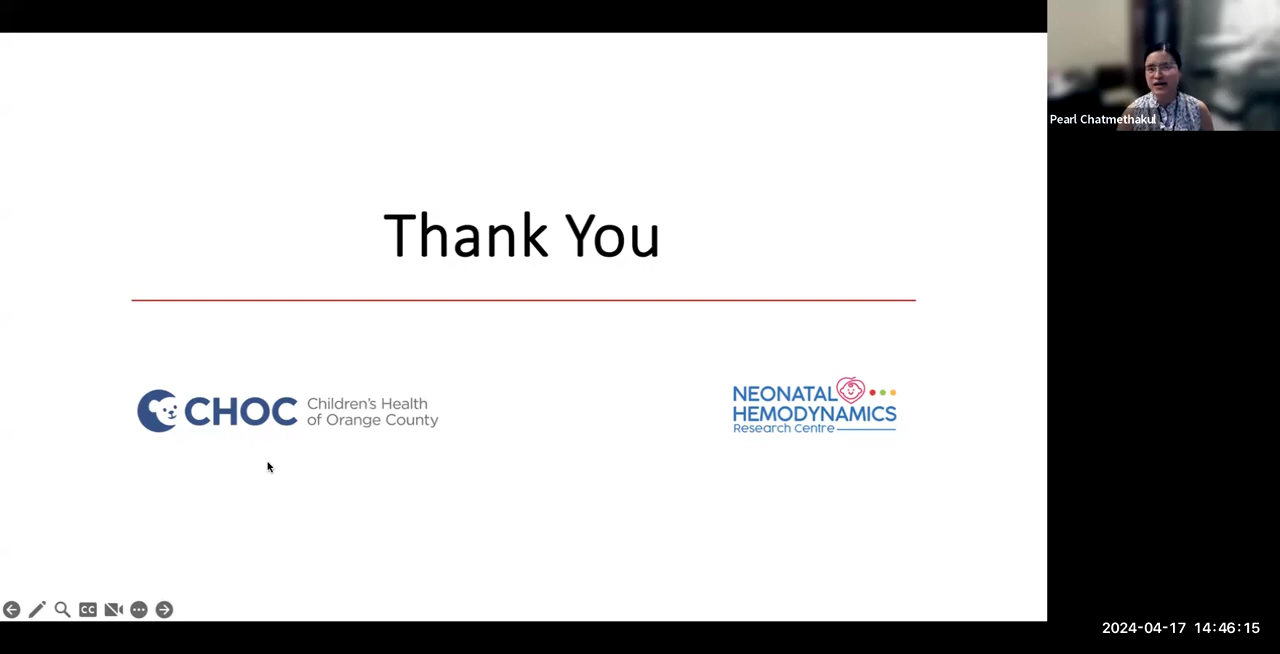 Pearl Chatmethakul
Thank You
CHOC
Children's Health
of Orange County
NEONATAL
HEMODYNAMICS
Research Centre
CC
2024-04-17 14:46:15